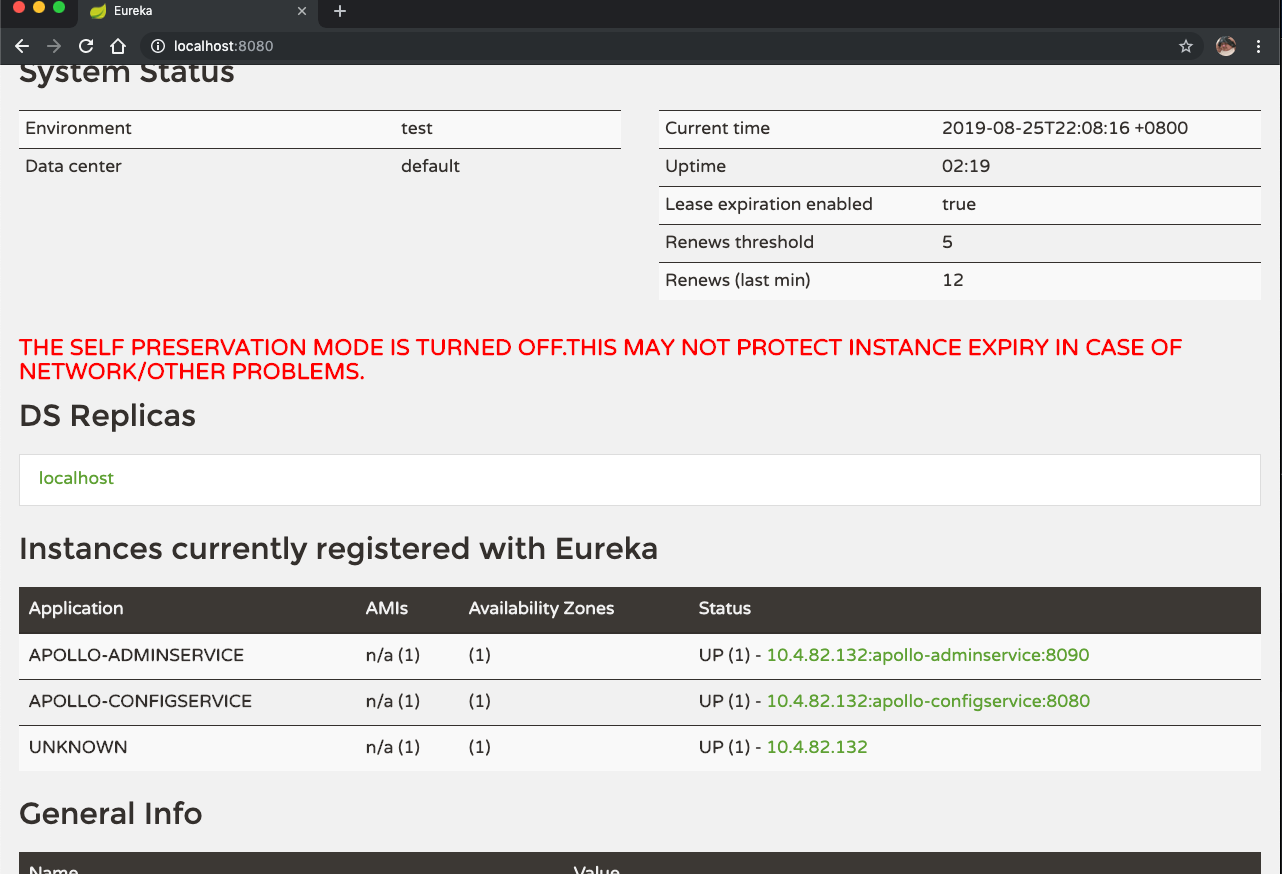 Eureka
localhost:8080
System Status
Environment test
Data center default
Current time 2019-08-25T22:08:16 +0800
Uptime 02:19
Lease expiration enabled true
Renews threshold 5
Renews (last min) 12
THE SELF PRESERVATION MODE IS TURNED OFF.THIS MAY NOT PROTECT INSTANCE EXPIRY IN CASE OF
NETWORK/OTHER PROBLEMS.
DS Replicas
localhost
Instances currently registered with Eureka
Application AMIs Availability Zones Status
APOLLO-ADMINSERVICE n/a (1) (1) UP (1) - 10.4.82.132:apollo-adminservice:8090
APOLLO-CONFIGSERVICE n/a (1) (1) UP (1) - 10.4.82.132:apollo-configservice:8080
UNKNOWN n/a (1) (1) UP (1) - 10.4.82.132
General Info
Name Value